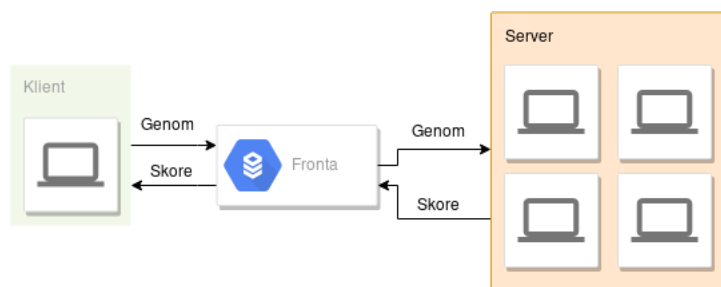 Server
Klient
Genom
Genom
Skore
Fronta
Skore